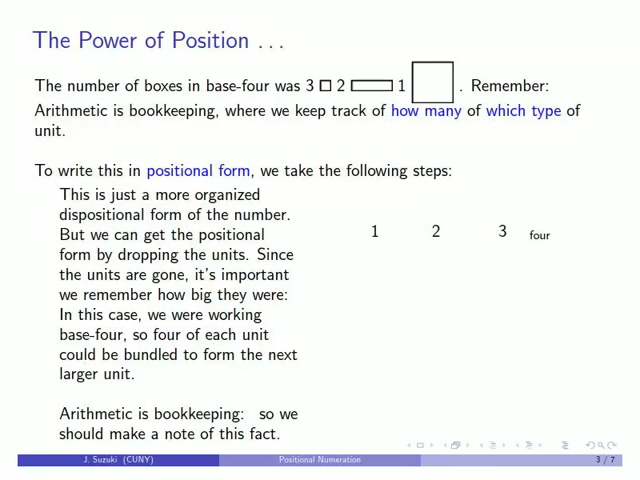 The Power of Position . . .
The number of boxes in base-four was 3 2 1 . Remember:
Arithmetic is bookkeeping, where we keep track of how many of which type of
unit.
To write this in positional form, we take the following steps:
This is just a more organized
dispositional form of the number.
But we can get the positional
form by dropping the units. Since
the units are gone, it's important
we remember how big they were:
In this case, we were working
base-four, so four of each unit
could be bundled to form the next
larger unit.
1 2 3 four
Arithmetic is bookkeeping: so we
should make a note of this fact.
J. Suzuki (CUNY) Positional Numeration 3 / 7